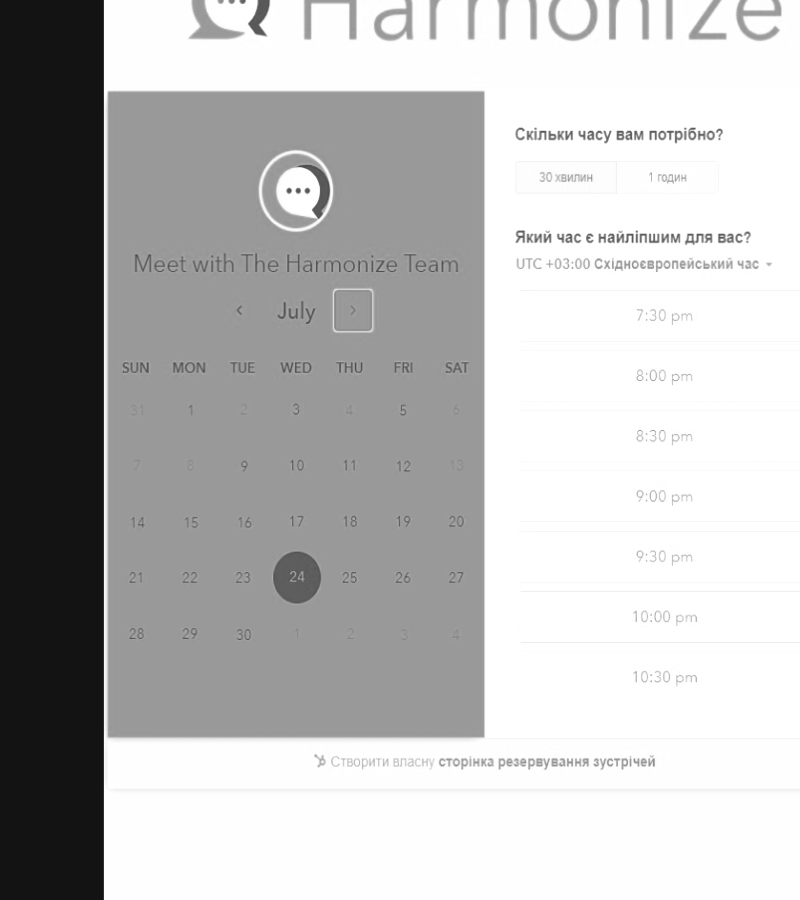 Harmonize
Meet with The Harmonize Team
July
SUN MON TUE WED THU FRI SAT
31 1 2 3 4 5 6
7 8 9 10 11 12 13
14 15 16 17 18 19 20
21 22 23 24 25 26 27
28 29 30 1 2 3 4
Скільки часу вам потрібно?
30 хвилин 1 годин
Який час є найліпшим для вас?
UTC +03:00 Східноєвропейський час
7:30 pm
8:00 pm
8:30 pm
9:00 pm
9:30 pm
10:00 pm
10:30 pm
Створити власну сторінка резервування зустрічей